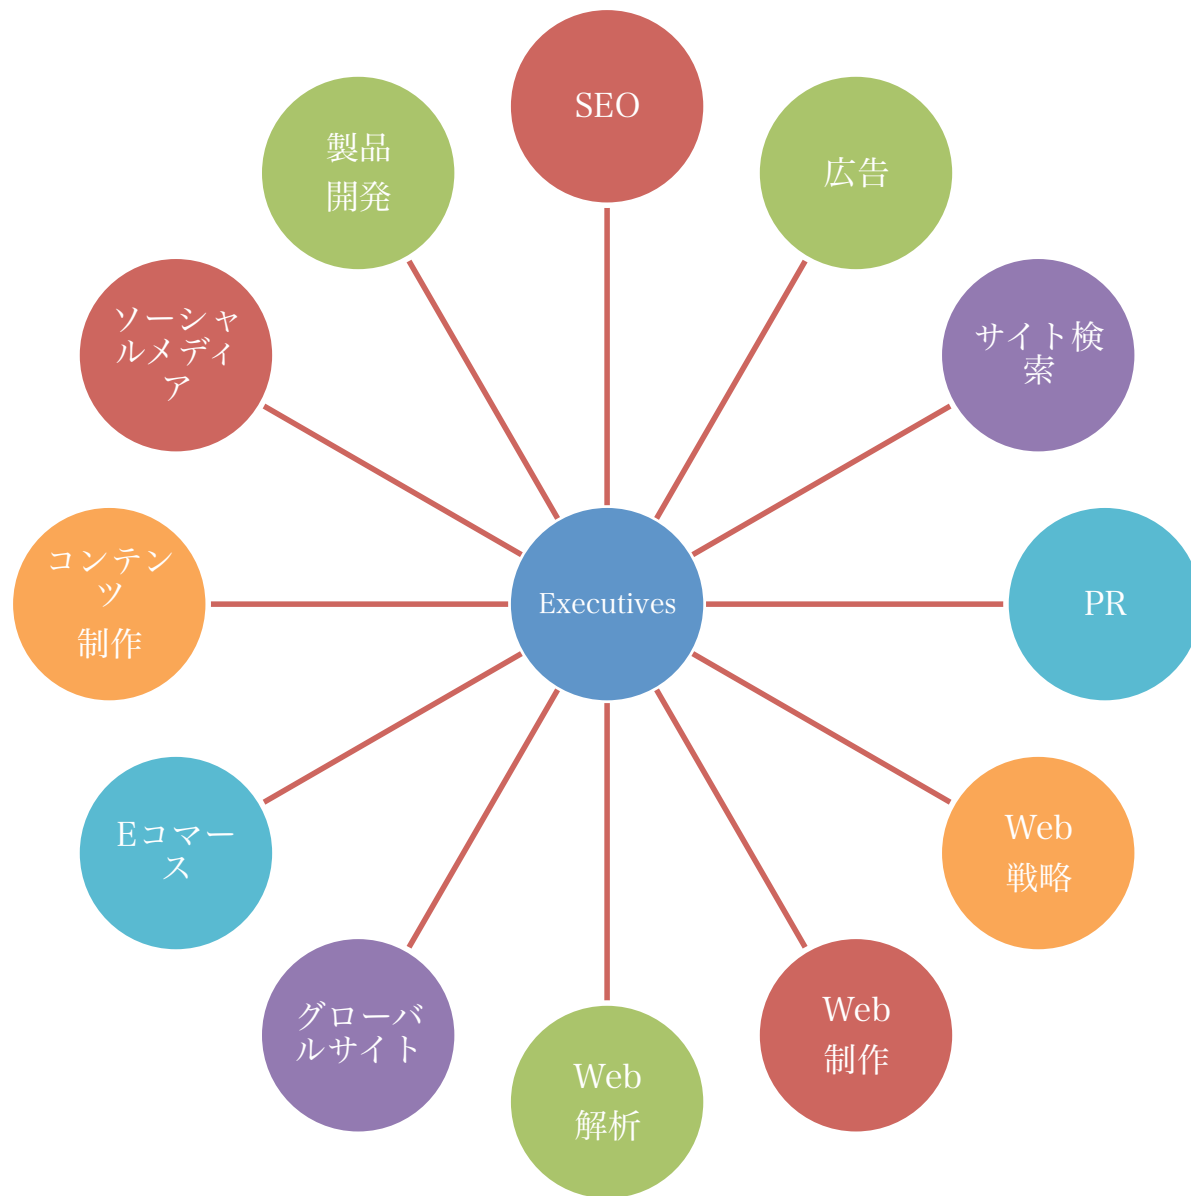 SEO
広告
サイト検
索
PR
Web
戦略
Web
制作
Web
解析
グローバ
ルサイト
Eコマー
ス
コンテン
ツ
制作
ソーシャ
ルメディ
ア
製品
開発
Executives